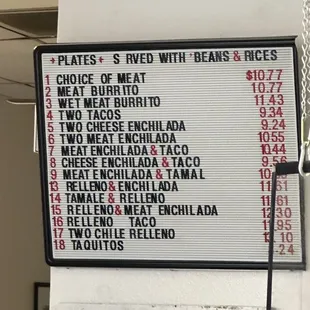 +PLATES+ S RVED WITH 'BEANS & RICES
1 CHOICE OF MEAT $10.77
2 MEAT BURRITO 10.77
3 WET MEAT BURRITO 11.43
4 TWO TACOS 9.34
5 TWO CHEESE ENCHILADA 9.24
6 TWO MEAT ENCHILADA 10.55
7 MEAT ENCHILADA & TACO 10.44
8 CHEESE ENCHILADA & TACO 9.56
9 MEAT ENCHILADA & TAMAL
13 RELLENO & ENCHILADA 11.61
14 TAMALE & RELLENO 11.61
15 RELLENO & MEAT ENCHILADA 12.30
16 RELLENO TACO 11.95
17 TWO CHILE RELLENO
18 TAQUITOS .24